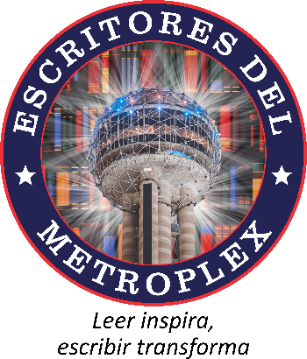 ESCRITORES DEL
METROPLEX
Leer inspira,
escribir transforma